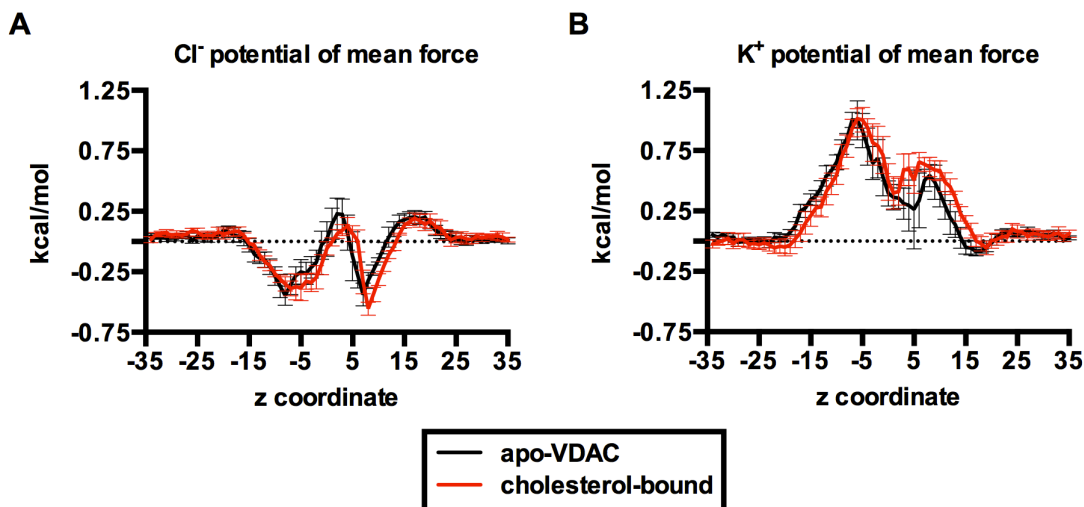 A
Cl- potential of mean force
kcal/mol
1.25
0.75
0.25
-0.25
-0.75
-35 -25 -15 -5 5 15 25 35
z coordinate
B
K+ potential of mean force
kcal/mol
1.25
0.75
0.25
-0.25
-0.75
-35 -25 -15 -5 5 15 25 35
z coordinate
apo-VDAC
cholesterol-bound